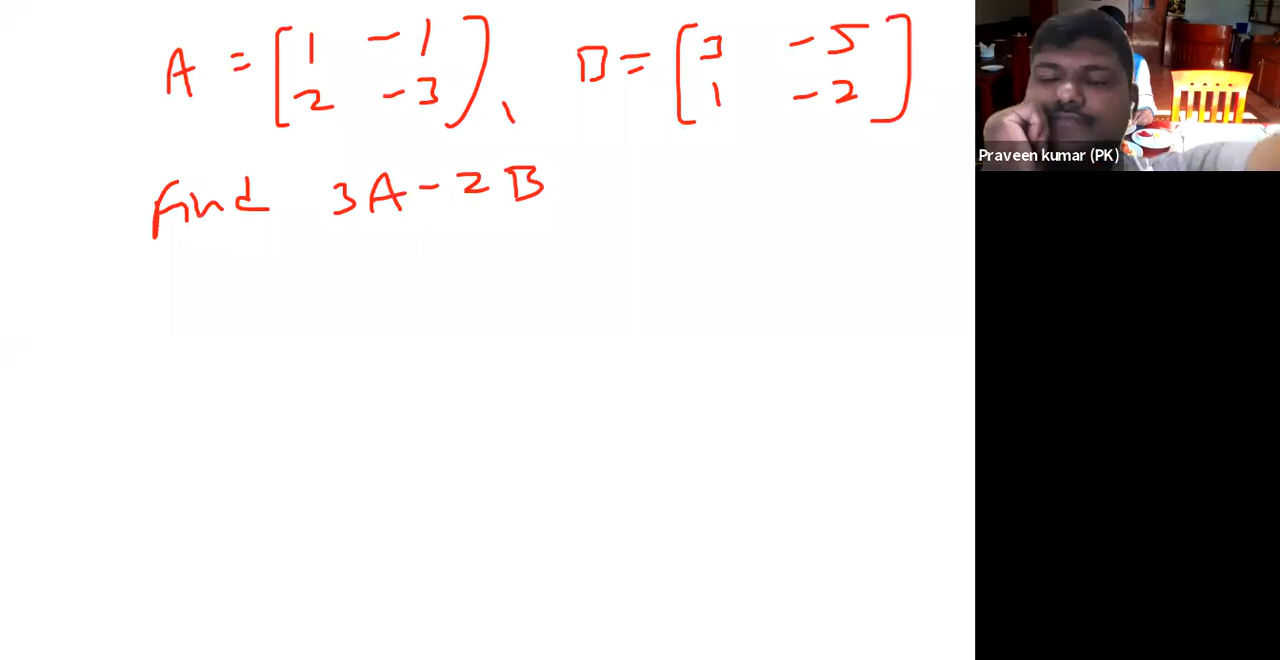 A = [1 -1
2 -3], B = [3 -5
1 -2]
Find 3A - 2B
Praveen kumar (PK)